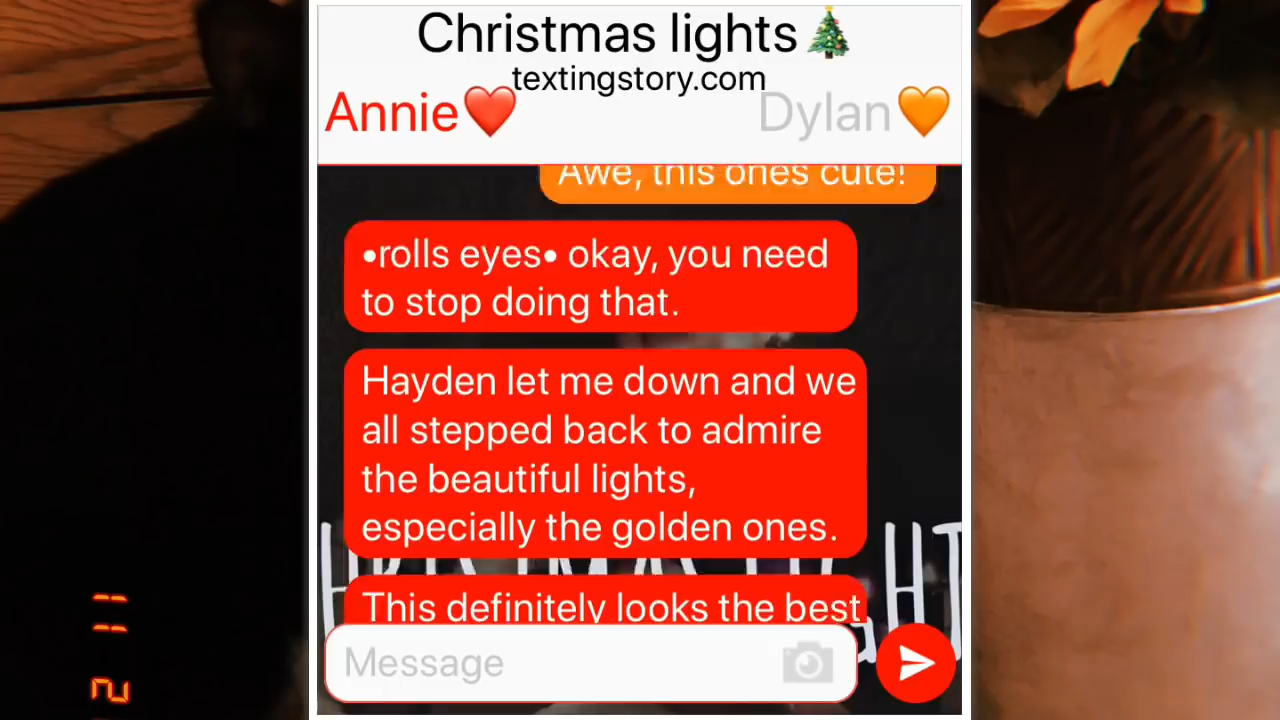 Christmas lights🎄
textingstory.com
Annie❤️ Dylan🧡
Awe, this ones cute!
•rolls eyes• okay, you need
to stop doing that.
Hayden let me down and we
all stepped back to admire
the beautiful lights,
especially the golden ones.
This definitely looks the best
Message